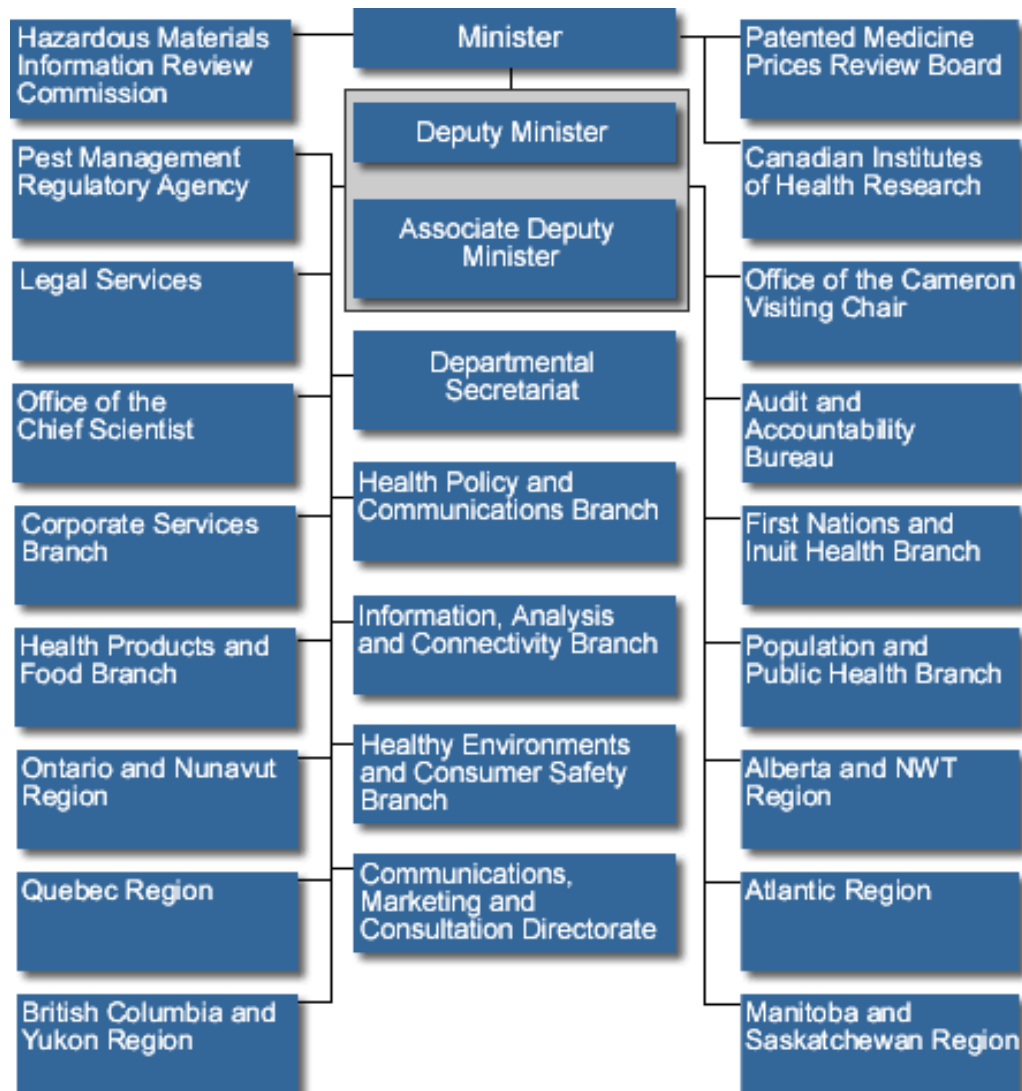 Hazardous Materials
Information Review
Commission
Minister
Patented Medicine
Prices Review Board
Deputy Minister
Pest Management
Regulatory Agency
Canadian Institutes
of Health Research
Associate Deputy
Minister
Legal Services
Office of the Cameron
Visiting Chair
Departmental
Secretariat
Office of the
Chief Scientist
Audit and
Accountability
Bureau
Health Policy and
Communications Branch
Corporate Services
Branch
First Nations and
Inuit Health Branch
Information, Analysis
and Connectivity Branch
Health Products and
Food Branch
Population and
Public Health Branch
Healthy Environments
and Consumer Safety
Branch
Ontario and Nunavut
Region
Alberta and NWT
Region
Communications,
Marketing and
Consultation Directorate
Quebec Region
Atlantic Region
British Columbia and
Yukon Region
Manitoba and
Saskatchewan Region